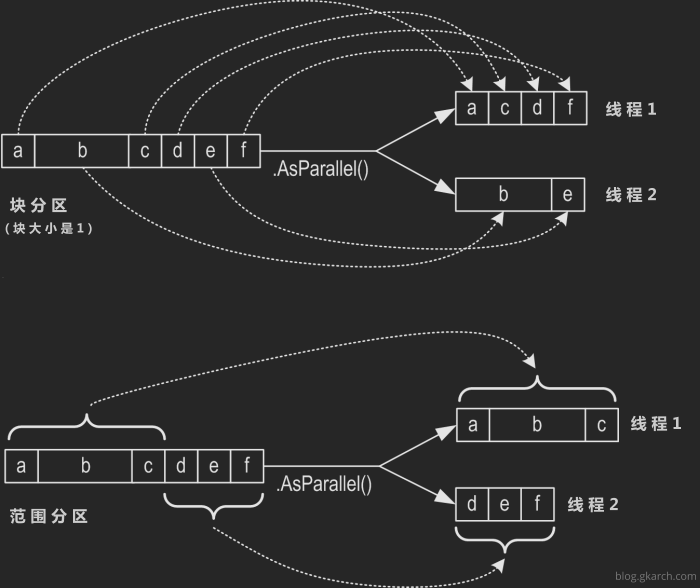 a c d f 线程1
a b c d e f
.AsParallel()
b e 线程2
块分区
(块大小是1)
a b c 线程1
a b c d e f
.AsParallel()
d e f 线程2
范围分区
blog.gkarch.com